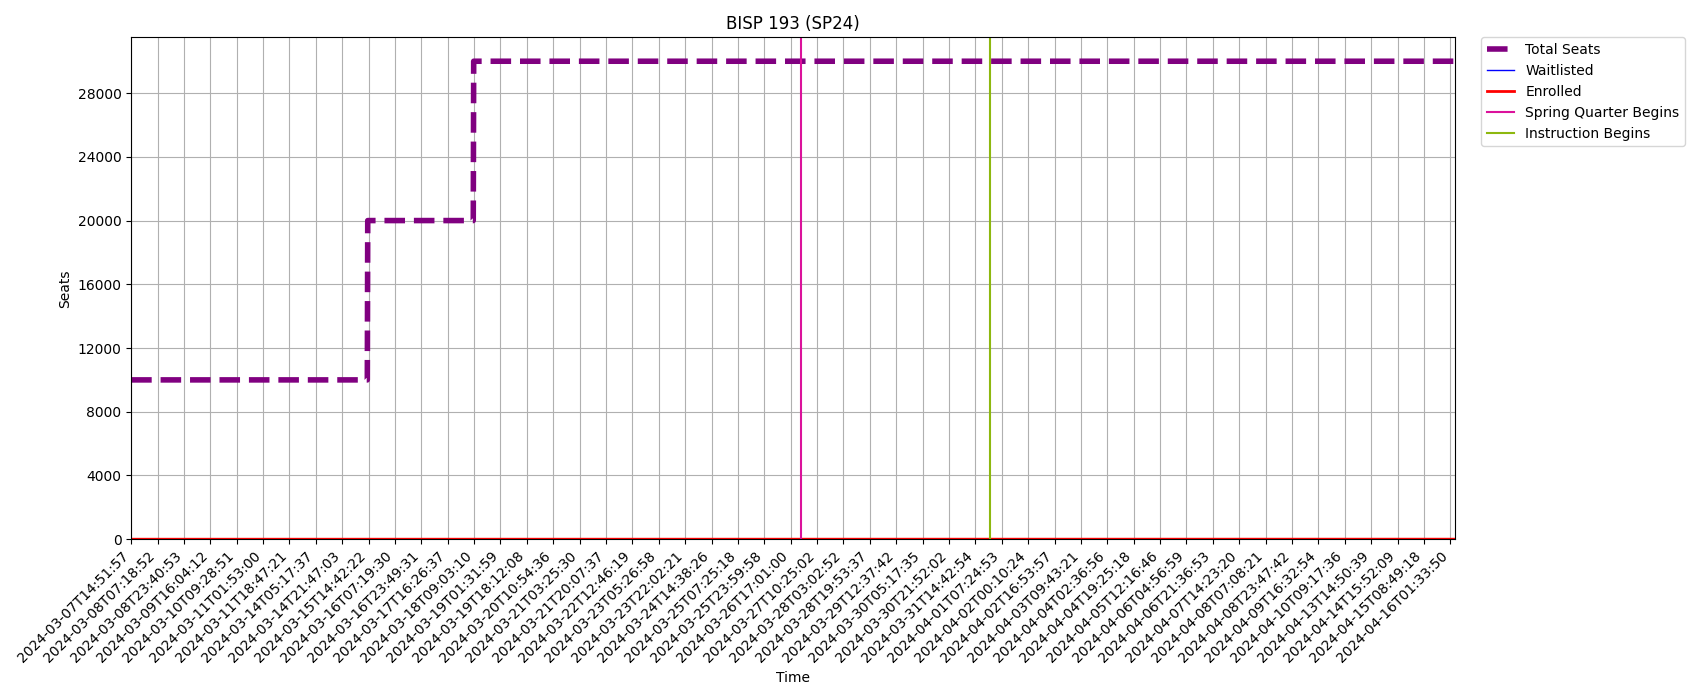 BISP 193 (SP24)
Total Seats
Waitlisted
Enrolled
Spring Quarter Begins
Instruction Begins
Seats
28000
24000
20000
16000
12000
8000
4000
0
2024-03-07T14:51:57
2024-03-08T07:18:52
2024-03-08T23:40:53
2024-03-09T16:04:12
2024-03-10T09:28:51
2024-03-11T01:53:00
2024-03-11T18:47:21
2024-03-14T05:17:37
2024-03-14T21:47:03
2024-03-15T14:42:22
2024-03-16T07:19:30
2024-03-16T23:49:31
2024-03-17T16:26:37
2024-03-18T09:03:10
2024-03-19T01:31:59
2024-03-19T18:12:08
2024-03-20T10:54:36
2024-03-21T03:25:30
2024-03-21T20:07:37
2024-03-22T12:46:19
2024-03-23T05:26:58
2024-03-23T22:02:21
2024-03-24T14:38:26
2024-03-25T07:25:18
2024-03-25T23:59:58
2024-03-26T17:01:00
2024-03-27T10:25:02
2024-03-28T03:02:52
2024-03-28T19:53:37
2024-03-29T12:37:42
2024-03-30T05:17:35
2024-03-30T21:52:02
2024-03-31T14:42:54
2024-04-01T07:24:53
2024-04-02T00:10:24
2024-04-02T16:53:57
2024-04-03T09:43:21
2024-04-04T02:36:56
2024-04-04T19:25:18
2024-04-05T12:16:46
2024-04-06T04:56:59
2024-04-06T21:36:53
2024-04-07T14:23:20
2024-04-08T07:08:21
2024-04-08T23:47:42
2024-04-09T16:32:54
2024-04-10T09:17:36
2024-04-13T14:50:39
2024-04-14T15:52:09
2024-04-15T08:49:18
2024-04-16T01:33:50
Time